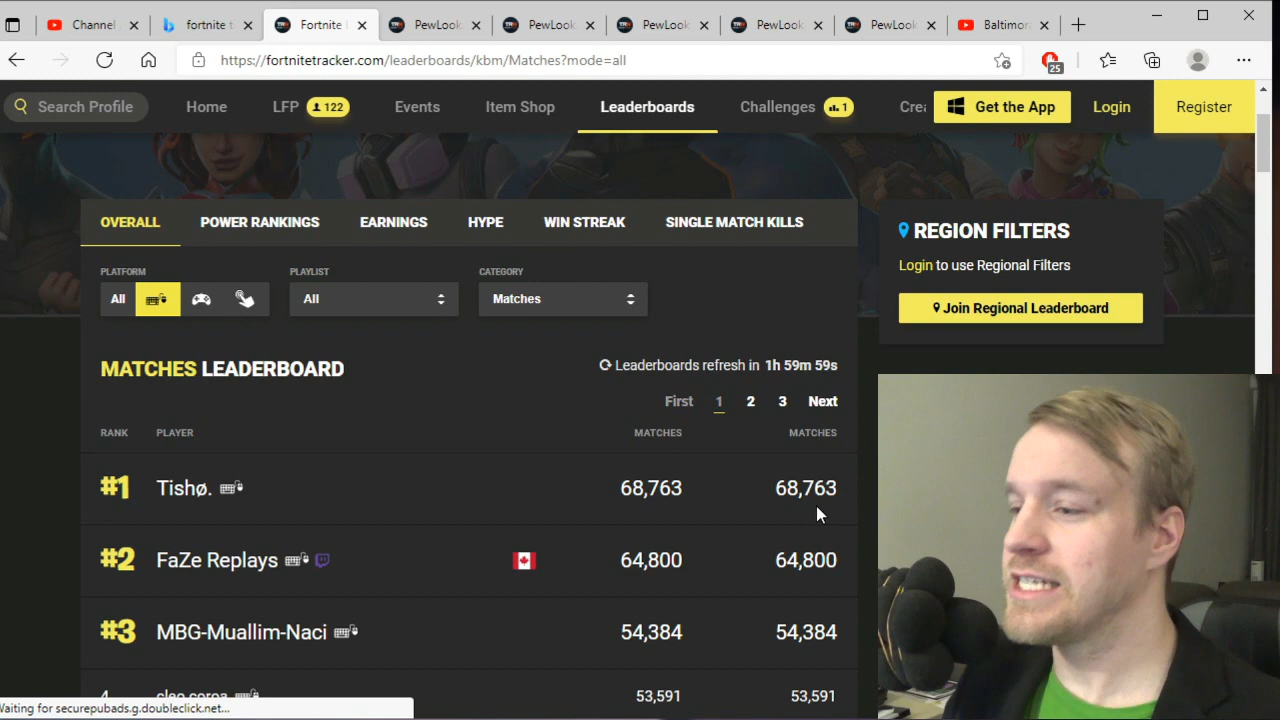 Channel
fortnite t
Fortnite
PewLook
PewLook
PewLook
PewLook
PewLook
Baltimor
https://fortnitetracker.com/leaderboards/kbm/Matches?mode=all
25
Search Profile
Home
LFP 122
Events
Item Shop
Leaderboards
Challenges 1
Crea
Get the App
Login
Register
OVERALL
POWER RANKINGS
EARNINGS
HYPE
WIN STREAK
SINGLE MATCH KILLS
REGION FILTERS
Login to use Regional Filters
Join Regional Leaderboard
PLATFORM
PLAYLIST
CATEGORY
All
All
Matches
MATCHES LEADERBOARD
Leaderboards refresh in 1h 59m 59s
First 1 2 3 Next
RANK PLAYER MATCHES MATCHES
#1 Tishø. 68,763 68,763
#2 FaZe Replays 64,800 64,800
#3 MBG-Muallim-Naci 54,384 54,384
4 cleo coroa 53,591 53,591
Waiting for securepubads.g.doubleclick.net...